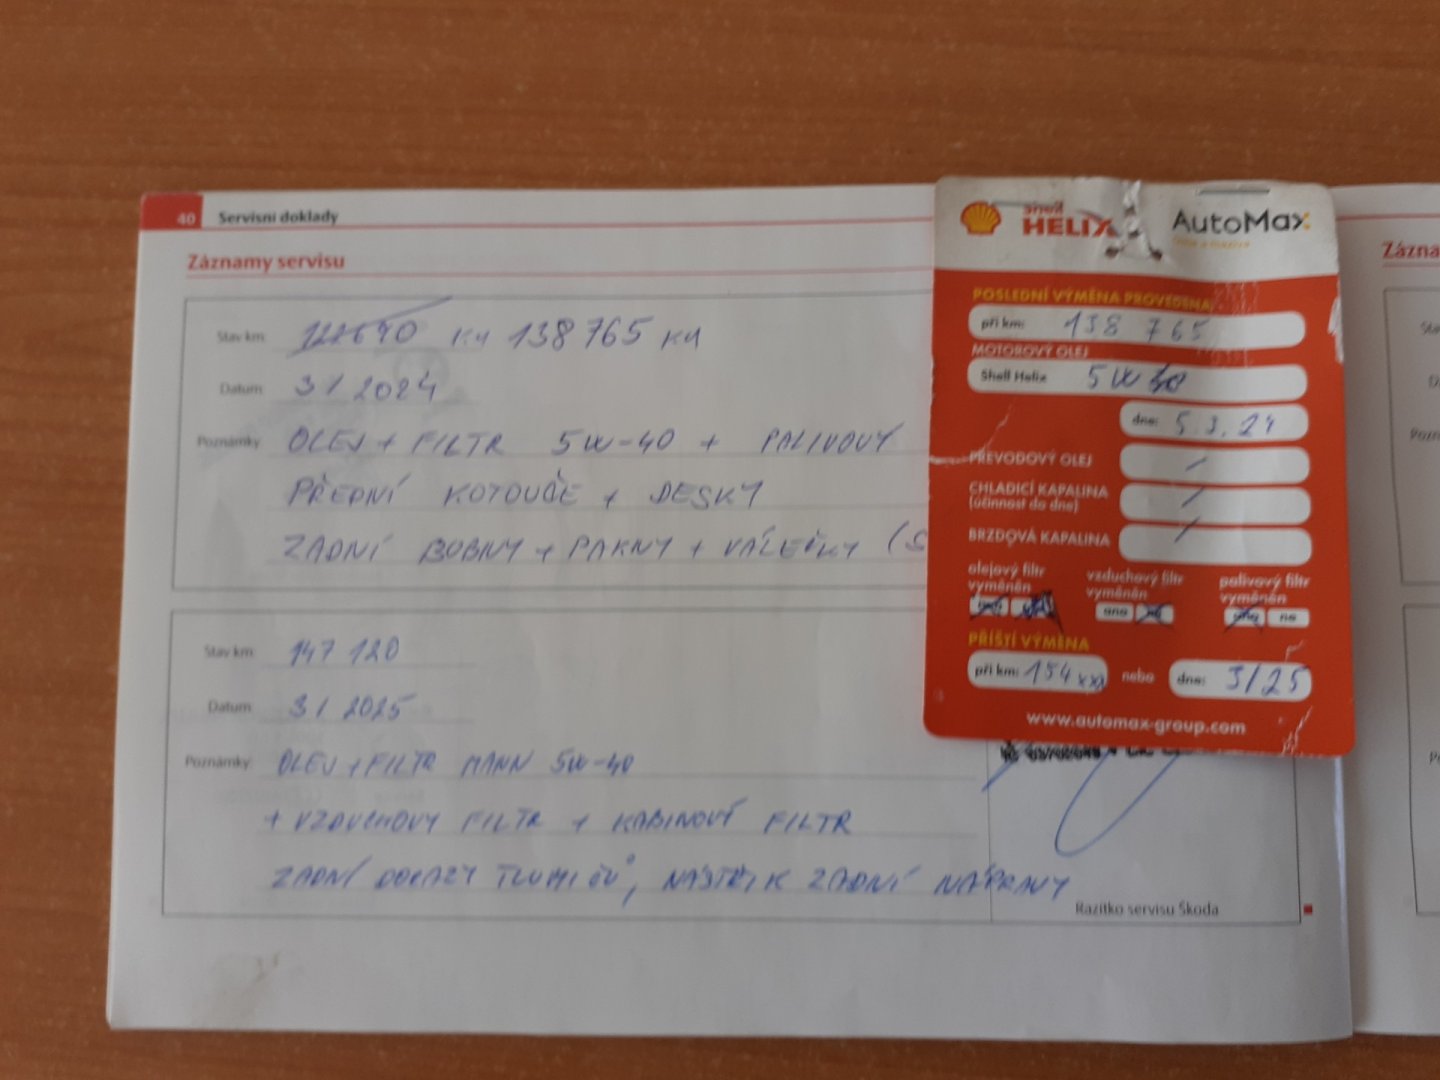 40 Servisní doklady
Záznamy servisu
Stav km: KM 138 765 KM
Datum: 3/2024
Poznámky: OLEJ + FILTR 5W-40 + PALIVOVÝ
PŘEDNÍ KOTOUČE + DESKY
ZADNÍ BUBNY + PAKNY + VÁLEČKY (S
Stav km: 147 120
Datum: 3/2025
Poznámky: OLEJ + FILTR MANN 5W-40
+ VZDUCHOVÝ FILTR + KABINOVÝ FILTR
ZADNÍ DORAZY TLUMIČŮ, NÁSTŘIK ZADNÍ NÁPRAVY
Razítko servisu Škoda
Shell
HELIX
AutoMax
POSLEDNÍ VÝMĚNA PROVEDENA
při km: 138 765
MOTOROVÝ OLEJ
Shell Helix 5W 40
dne: 5 3. 24
PŘEVODOVÝ OLEJ /
CHLADICÍ KAPALINA /
(účinnost do dne)
BRZDOVÁ KAPALINA /
olejový filtr vyměněn
vzduchový filtr vyměněn
ano
palivový filtr vyměněn
ano ne
PŘÍŠTÍ VÝMĚNA
při km: 154xxx nebo dne: 3/25
www.automax-group.com
Zázna